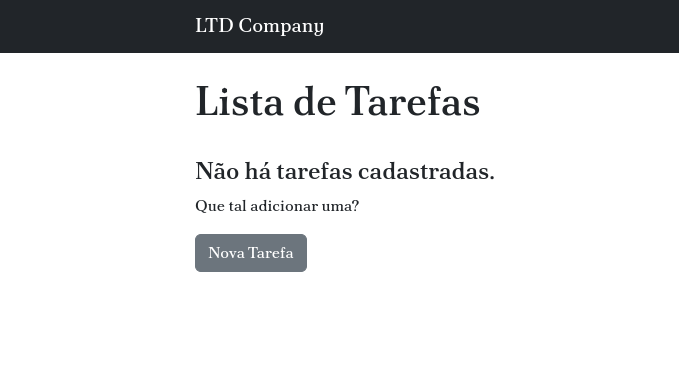 LTD Company
Lista de Tarefas
Não há tarefas cadastradas.
Que tal adicionar uma?
Nova Tarefa